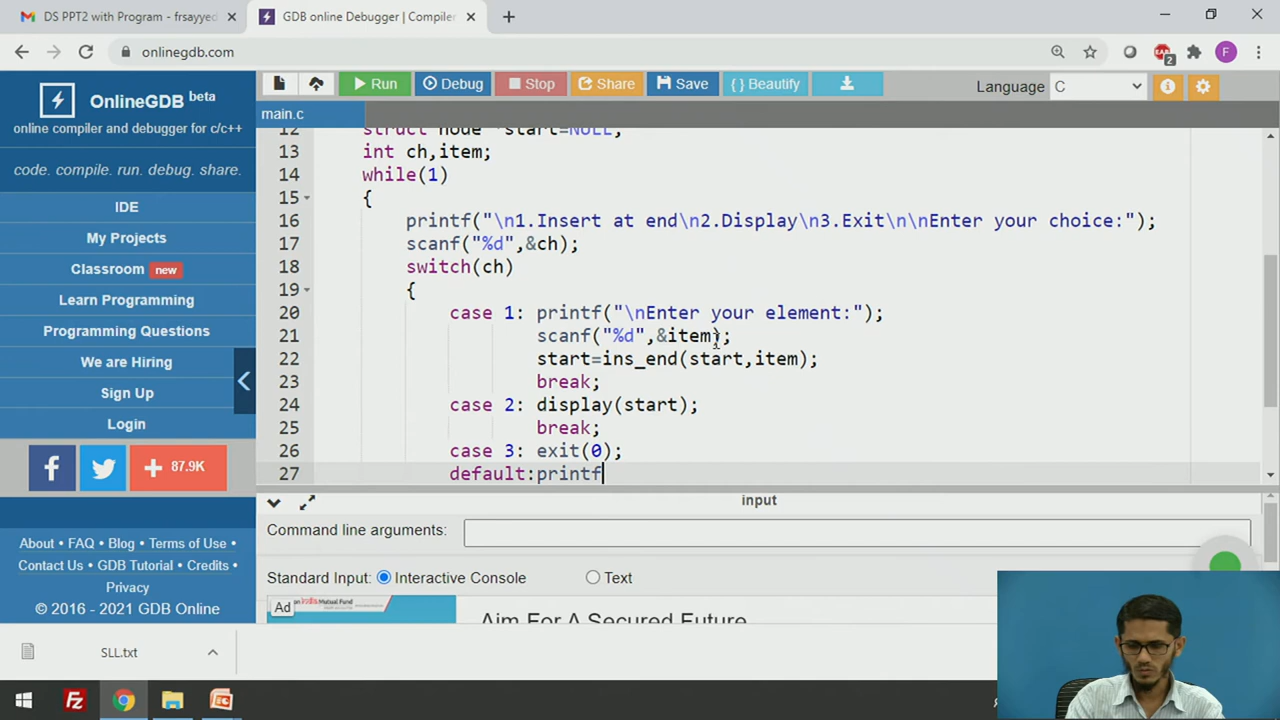 DS PPT2 with Program - frsayyed
GDB online Debugger | Compiler
onlinegdb.com
2
F
OnlineGDB beta
online compiler and debugger for c/c++
code. compile. run. debug. share.
IDE
My Projects
Classroom new
Learn Programming
Programming Questions
We are Hiring
Sign Up
Login
87.9K
About • FAQ • Blog • Terms of Use •
Contact Us • GDB Tutorial • Credits •
Privacy
© 2016 - 2021 GDB Online
Run Debug Stop Share Save { } Beautify Language C
main.c
12 struct node *start=NULL;
13 int ch,item;
14 while(1)
15 {
16 printf("\n1.Insert at end\n2.Display\n3.Exit\n\nEnter your choice:");
17 scanf("%d",&ch);
18 switch(ch)
19 {
20 case 1: printf("\nEnter your element:");
21 scanf("%d",&item);
22 start=ins_end(start,item);
23 break;
24 case 2: display(start);
25 break;
26 case 3: exit(0);
27 default:printf
input
Command line arguments:
Standard Input: Interactive Console Text
Ad
Aim For A Secured Future
SLL.txt